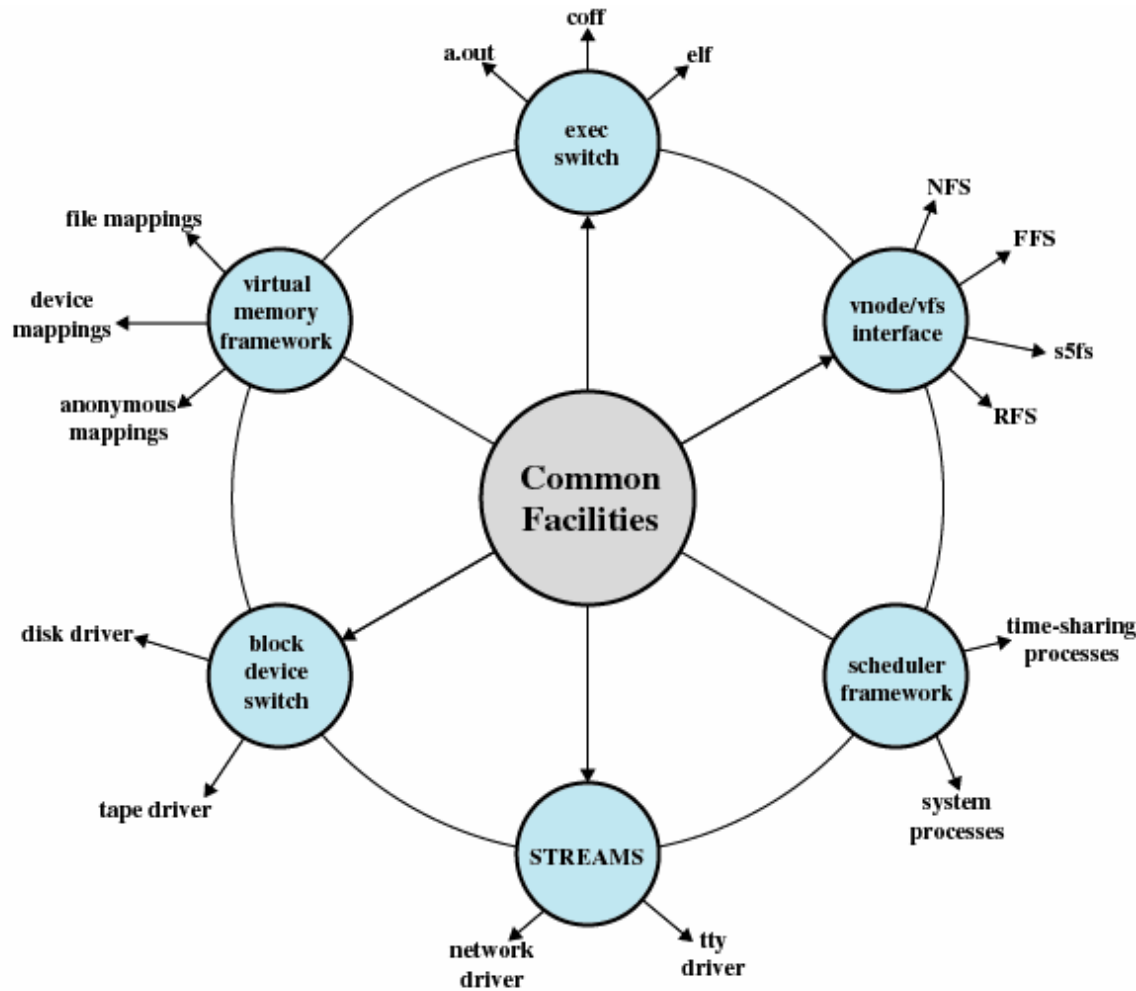 coff
a.out
elf
exec
switch
NFS
FFS
s5fs
RFS
vnode/vfs
interface
file mappings
device
mappings
anonymous
mappings
virtual
memory
framework
Common
Facilities
disk driver
tape driver
block
device
switch
time-sharing
processes
scheduler
framework
system
processes
STREAMS
network
driver
tty
driver